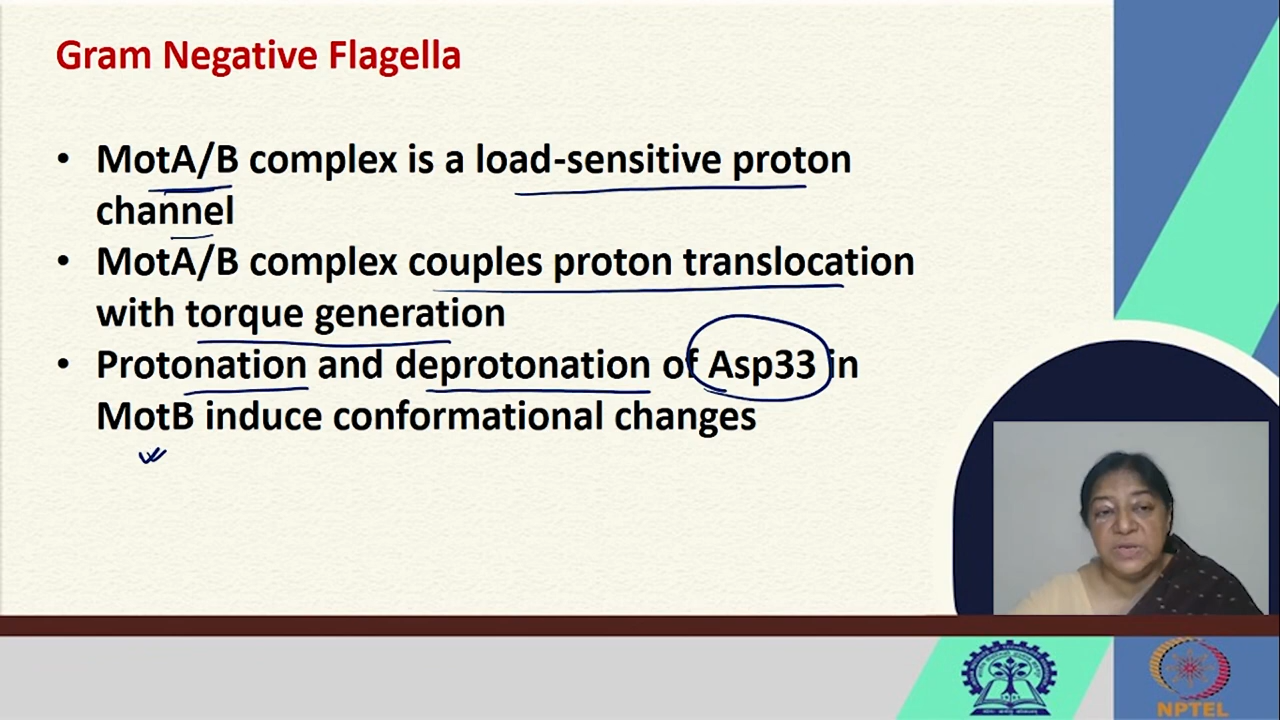 Gram Negative Flagella
• MotA/B complex is a load-sensitive proton
channel
• MotA/B complex couples proton translocation
with torque generation
• Protonation and deprotonation of Asp33 in
MotB induce conformational changes
NPTEL